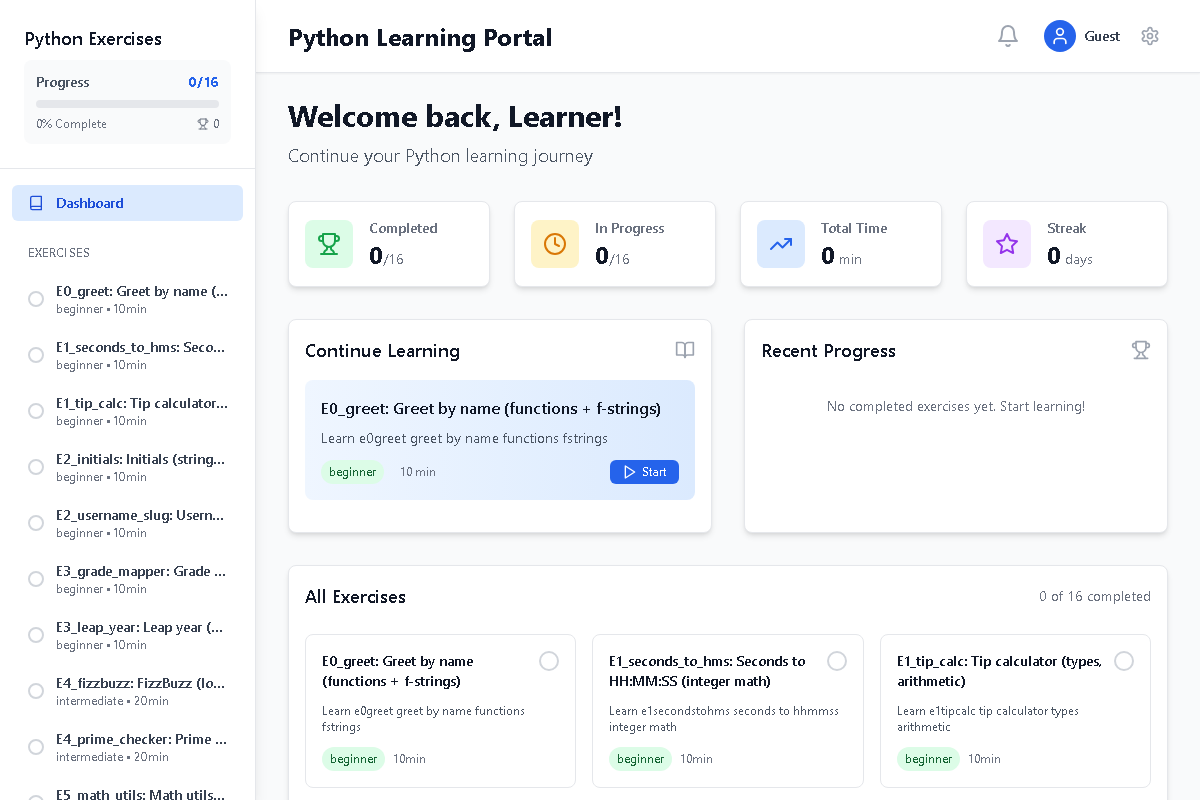 Python Exercises
Progress
0/16
0% Complete
0
Dashboard
EXERCISES
E0_greet: Greet by name (...
beginner • 10min
E1_seconds_to_hms: Seco...
beginner • 10min
E1_tip_calc: Tip calculator...
beginner • 10min
E2_initials: Initials (string...
beginner • 10min
E2_username_slug: Usern...
beginner • 10min
E3_grade_mapper: Grade ...
beginner • 10min
E3_leap_year: Leap year (...
beginner • 10min
E4_fizzbuzz: FizzBuzz (lo...
intermediate • 20min
E4_prime_checker: Prime ...
intermediate • 20min
E5_math_utils: Math utils...
Python Learning Portal
Guest
Welcome back, Learner!
Continue your Python learning journey
Completed
0/16
In Progress
0/16
Total Time
0 min
Streak
0 days
Continue Learning
E0_greet: Greet by name (functions + f-strings)
Learn e0greet greet by name functions fstrings
beginner
10 min
Start
Recent Progress
No completed exercises yet. Start learning!
All Exercises
0 of 16 completed
E0_greet: Greet by name
(functions + f-strings)
Learn e0greet greet by name functions
fstrings
beginner
10min
E1_seconds_to_hms: Seconds to
HH:MM:SS (integer math)
Learn e1secondstohms seconds to hhmmss
integer math
beginner
10min
E1_tip_calc: Tip calculator (types,
arithmetic)
Learn e1tipcalc tip calculator types
arithmetic
beginner
10min